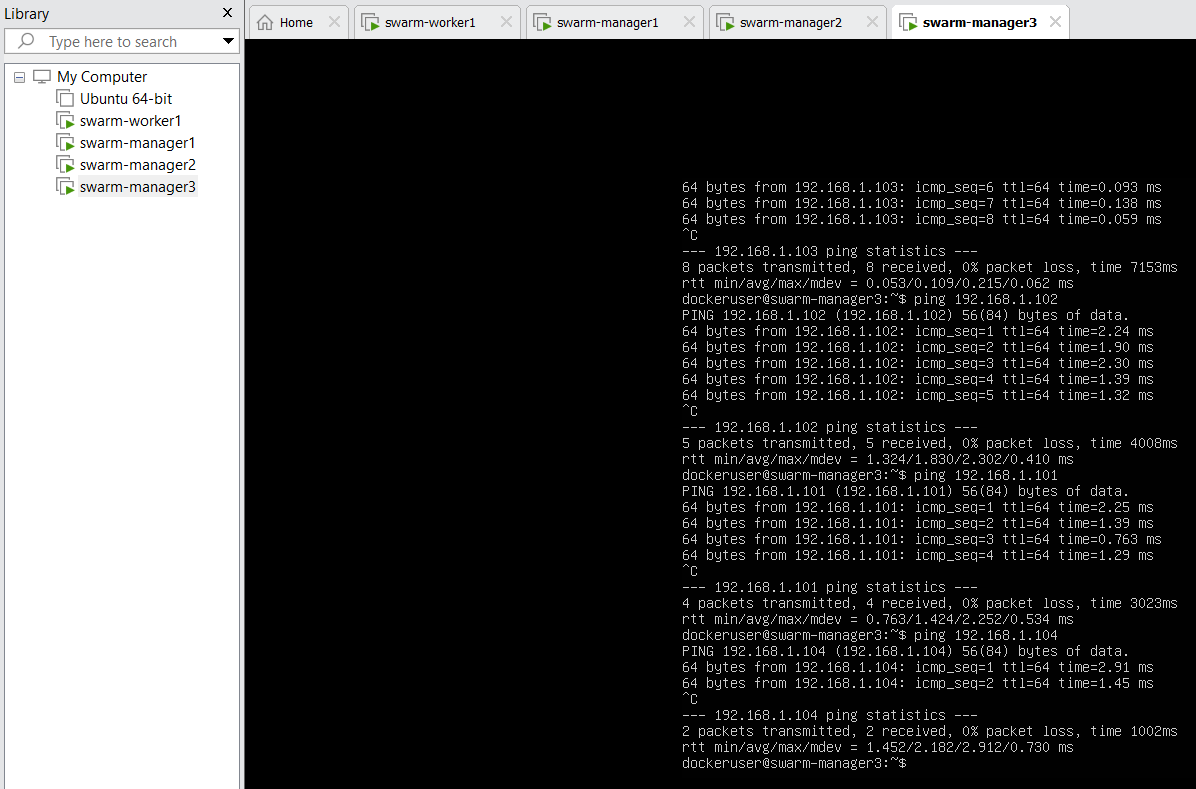 Library
Type here to search
My Computer
Ubuntu 64-bit
swarm-worker1
swarm-manager1
swarm-manager2
swarm-manager3
Home
swarm-worker1
swarm-manager1
swarm-manager2
swarm-manager3
64 bytes from 192.168.1.103: icmp_seq=6 ttl=64 time=0.093 ms
64 bytes from 192.168.1.103: icmp_seq=7 ttl=64 time=0.138 ms
64 bytes from 192.168.1.103: icmp_seq=8 ttl=64 time=0.059 ms
^C
--- 192.168.1.103 ping statistics ---
8 packets transmitted, 8 received, 0% packet loss, time 7153ms
rtt min/avg/max/mdev = 0.053/0.109/0.215/0.062 ms
dockeruser@swarm-manager3:~$ ping 192.168.1.102
PING 192.168.1.102 (192.168.1.102) 56(84) bytes of data.
64 bytes from 192.168.1.102: icmp_seq=1 ttl=64 time=2.24 ms
64 bytes from 192.168.1.102: icmp_seq=2 ttl=64 time=1.90 ms
64 bytes from 192.168.1.102: icmp_seq=3 ttl=64 time=2.30 ms
64 bytes from 192.168.1.102: icmp_seq=4 ttl=64 time=1.39 ms
64 bytes from 192.168.1.102: icmp_seq=5 ttl=64 time=1.32 ms
^C
--- 192.168.1.102 ping statistics ---
5 packets transmitted, 5 received, 0% packet loss, time 4008ms
rtt min/avg/max/mdev = 1.324/1.830/2.302/0.410 ms
dockeruser@swarm-manager3:~$ ping 192.168.1.101
PING 192.168.1.101 (192.168.1.101) 56(84) bytes of data.
64 bytes from 192.168.1.101: icmp_seq=1 ttl=64 time=2.25 ms
64 bytes from 192.168.1.101: icmp_seq=2 ttl=64 time=1.39 ms
64 bytes from 192.168.1.101: icmp_seq=3 ttl=64 time=0.763 ms
64 bytes from 192.168.1.101: icmp_seq=4 ttl=64 time=1.29 ms
^C
--- 192.168.1.101 ping statistics ---
4 packets transmitted, 4 received, 0% packet loss, time 3023ms
rtt min/avg/max/mdev = 0.763/1.424/2.252/0.534 ms
dockeruser@swarm-manager3:~$ ping 192.168.1.104
PING 192.168.1.104 (192.168.1.104) 56(84) bytes of data.
64 bytes from 192.168.1.104: icmp_seq=1 ttl=64 time=2.91 ms
64 bytes from 192.168.1.104: icmp_seq=2 ttl=64 time=1.45 ms
^C
--- 192.168.1.104 ping statistics ---
2 packets transmitted, 2 received, 0% packet loss, time 1002ms
rtt min/avg/max/mdev = 1.452/2.182/2.912/0.730 ms
dockeruser@swarm-manager3:~$